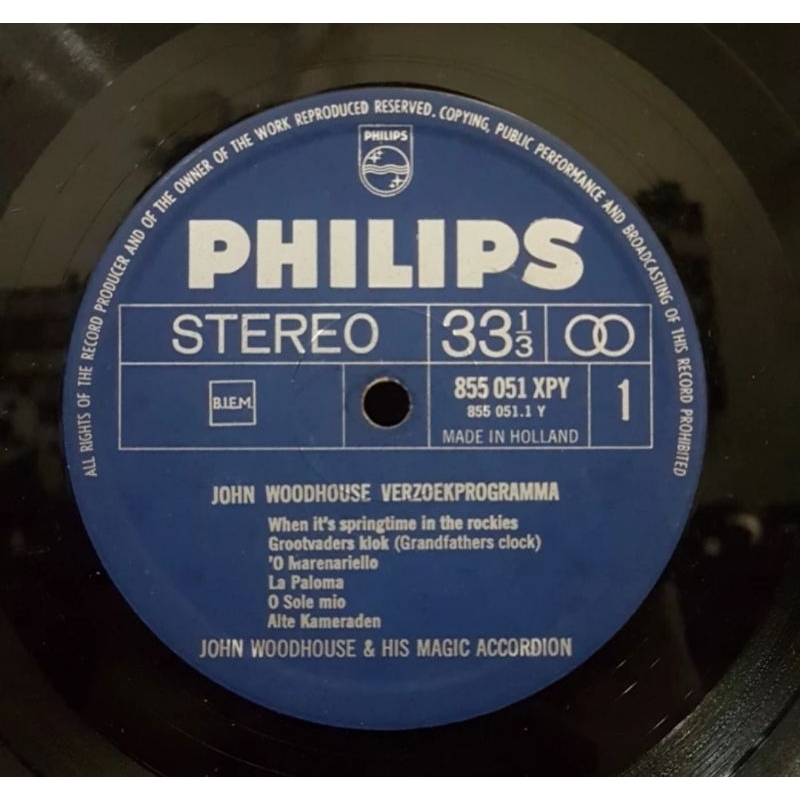 ALL RIGHTS OF THE RECORD PRODUCER AND OF THE OWNER OF THE WORK REPRODUCED RESERVED. COPYING, PUBLIC PERFORMANCE AND BROADCASTING OF THIS RECORD PROHIBITED
PHILIPS
PHILIPS
STEREO 33⅓
B.I.E.M. 855 051 XPY 1
855 051.1 Y
MADE IN HOLLAND
JOHN WOODHOUSE VERZOEKPROGRAMMA
When it's springtime in the rockies
Grootvaders klok (Grandfathers clock)
'O Marenariello
La Paloma
O Sole mio
Alte Kameraden
JOHN WOODHOUSE & HIS MAGIC ACCORDION